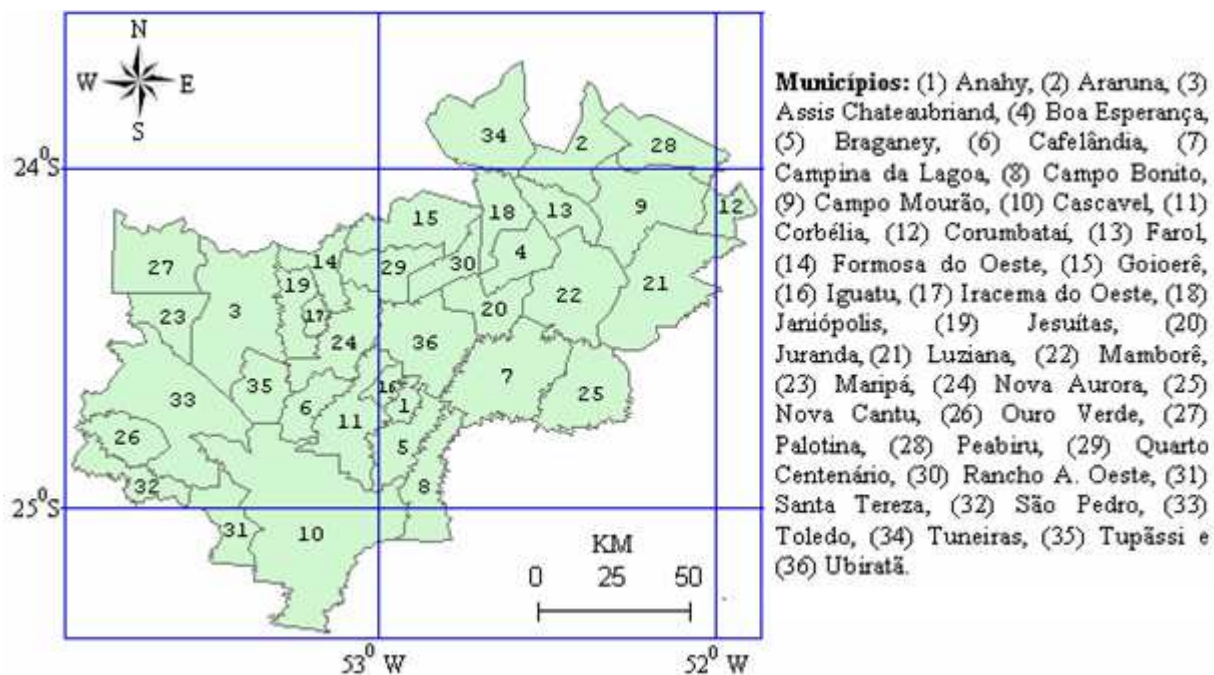 N
W E
S
24⁰S
25⁰S
53⁰ W
52⁰ W
34
2
28
15
18
13
9
12
27
14
29
30
4
19
21
23
3
17
20
22
24
36
7
25
35
16
33
6
1
11
26
5
32
8
31
10
KM
0 25 50
Municípios: (1) Anahy, (2) Araruna, (3)
Assis Chateaubriand, (4) Boa Esperança,
(5) Braganey, (6) Cafelândia, (7)
Campina da Lagoa, (8) Campo Bonito,
(9) Campo Mourão, (10) Cascavel, (11)
Corbélia, (12) Corumbataí, (13) Farol,
(14) Formosa do Oeste, (15) Goioerê,
(16) Iguatu, (17) Iracema do Oeste, (18)
Janiópolis, (19) Jesuítas, (20)
Juranda, (21) Luziana, (22) Mamborê,
(23) Maripá, (24) Nova Aurora, (25)
Nova Cantu, (26) Ouro Verde, (27)
Palotina, (28) Peabiru, (29) Quarto
Centenário, (30) Rancho A. Oeste, (31)
Santa Tereza, (32) São Pedro, (33)
Toledo, (34) Tuneiras, (35) Tupãssi e
(36) Ubiratã.